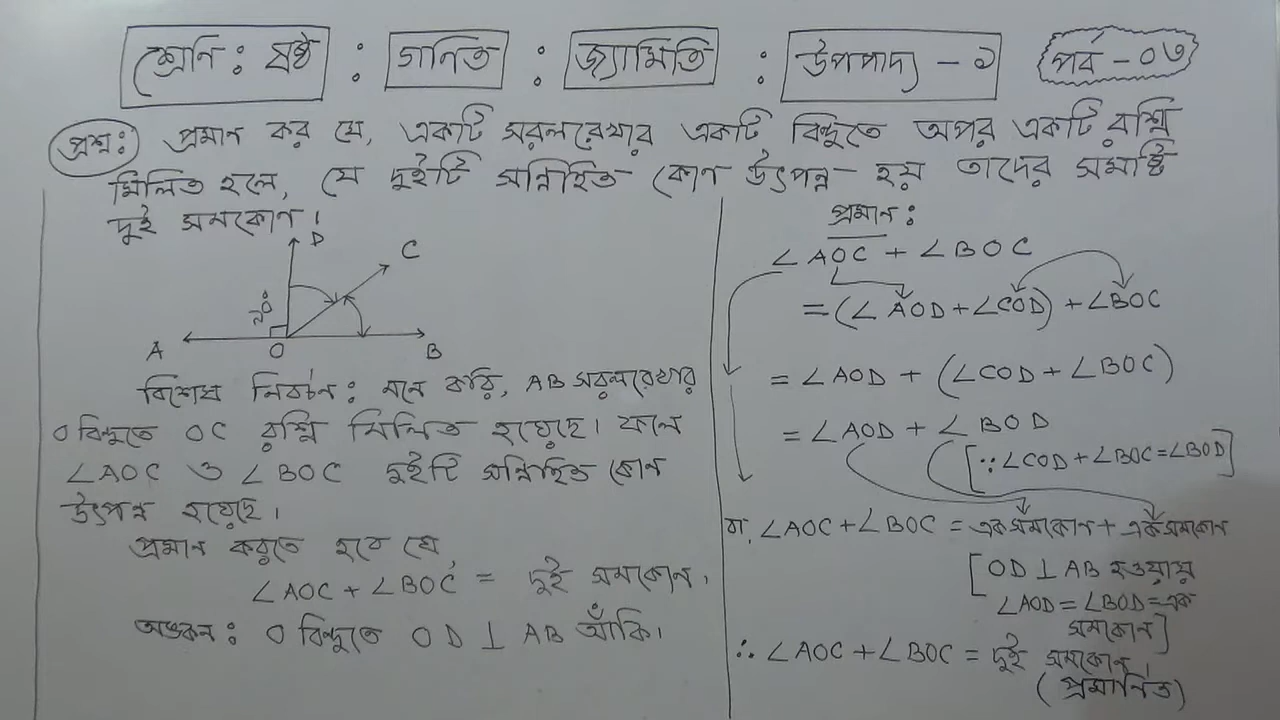 শ্রেনি : ষষ্ঠ : গনিত : জ্যামিতি : উপপাদ্য - ১ পর্ব - ০৩
প্রশ্ন: প্রমান কর যে, একটি সরলরেখার একটি বিন্দুতে অপর একটি রশ্মি
মিলিত হলে, যে দুইটি সন্নিহিত কোণ উৎপন্ন হয় তাদের সমষ্টি
দুই সমকোন।
D
C
৯০°
A
O
B
বিশেষ নির্বচন : মনে করি, AB সরলরেখার
O বিন্দুতে OC রশ্মি মিলিত হয়েছে। ফলে
∠AOC ও ∠BOC দুইটি সন্নিহিত কোন
উৎপন্ন হয়েছে।
প্রমান করতে হবে যে,
∠AOC + ∠BOC = দুই সমকোন।
অঙ্কন : O বিন্দুতে OD ⊥ AB আঁকি।
প্রমান :
∠AOC + ∠BOC
= (∠AOD + ∠COD) + ∠BOC
= ∠AOD + (∠COD + ∠BOC)
= ∠AOD + ∠BOD
[∵ ∠COD + ∠BOC = ∠BOD]
বা, ∠AOC + ∠BOC = এক সমকোন + এক সমকোন
[OD ⊥ AB হওয়ায়
∠AOD = ∠BOD = এক
সমকোন]
∴ ∠AOC + ∠BOC = দুই সমকোন।
(প্রমানিত)